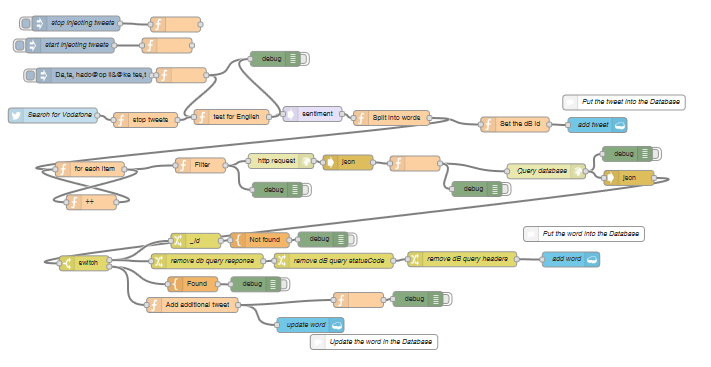 stop injecting tweets
start injecting tweets
debug
Da,ta, hado@op li&@ke tes,t
Search for Vodafone
stop tweets
test for English
sentiment
Split into words
Set the dB id
Put the tweet into the Database
add tweet
for each item
++
Filter
http request
json
debug
debug
Query database
debug
json
Put the word into the Database
switch
_id
Not found
debug
remove db query response
remove dB query statusCode
remove dB query headers
add word
Found
debug
Add additional tweet
debug
update word
Update the word in the Database